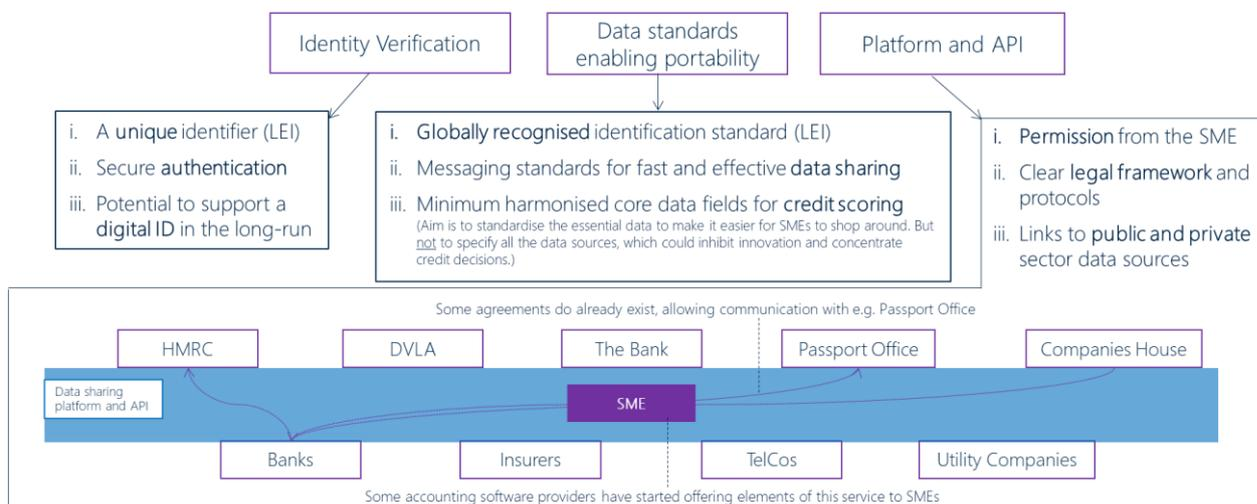 Identity Verification
Data standards
enabling portability
Platform and API
i. A unique identifier (LEI)
ii. Secure authentication
iii. Potential to support a
digital ID in the long-run
i. Globally recognised identification standard (LEI)
ii. Messaging standards for fast and effective data sharing
iii. Minimum harmonised core data fields for credit scoring
(Aim is to standardise the essential data to make it easier for SMEs to shop around. But
not to specify all the data sources, which could inhibit innovation and concentrate
credit decisions.)
i. Permission from the SME
ii. Clear legal framework and
protocols
iii. Links to public and private
sector data sources
Some agreements do already exist, allowing communication with e.g. Passport Office
HMRC
DVLA
The Bank
Passport Office
Companies House
Data sharing
platform and API
SME
Banks
Insurers
TelCos
Utility Companies
Some accounting software providers have started offering elements of this service to SMEs